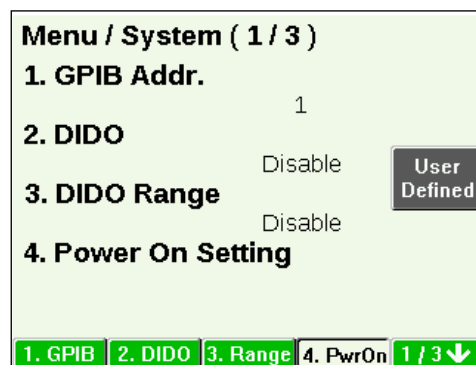 Menu / System ( 1 / 3 )
1. GPIB Addr.
1
2. DIDO
Disable
User
Defined
3. DIDO Range
Disable
4. Power On Setting
1. GPIB 2. DIDO 3. Range 4. PwrOn 1 / 3